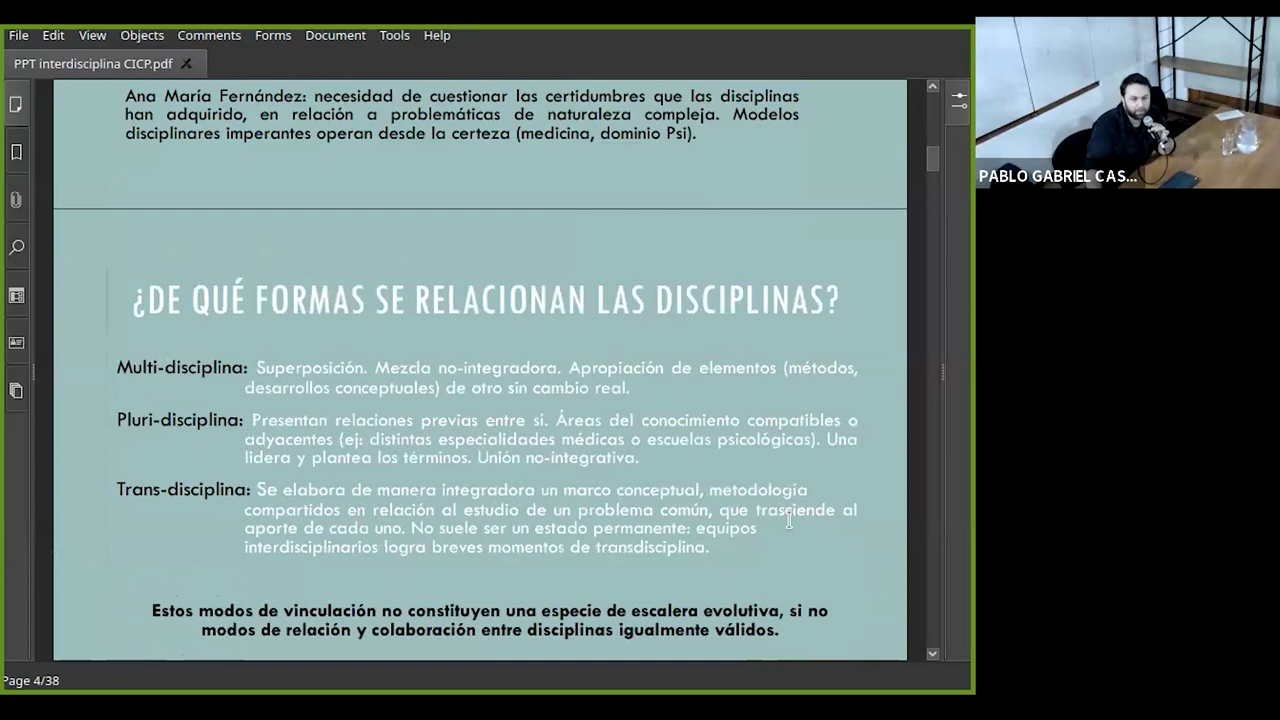 File Edit View Objects Comments Forms Document Tools Help
PPT interdisciplina CICP.pdf
Ana María Fernández: necesidad de cuestionar las certidumbres que las disciplinas
han adquirido, en relación a problemáticas de naturaleza compleja. Modelos
disciplinares imperantes operan desde la certeza (medicina, dominio Psi).
¿DE QUÉ FORMAS SE RELACIONAN LAS DISCIPLINAS?
Multi-disciplina: Superposición. Mezcla no-integradora. Apropiación de elementos (métodos,
desarrollos conceptuales) de otro sin cambio real.
Pluri-disciplina: Presentan relaciones previas entre si. Áreas del conocimiento compatibles o
adyacentes (ej: distintas especialidades médicas o escuelas psicológicas). Una
lidera y plantea los términos. Unión no-integrativa.
Trans-disciplina: Se elabora de manera integradora un marco conceptual, metodología
compartidos en relación al estudio de un problema común, que trasciende al
aporte de cada uno. No suele ser un estado permanente: equipos
interdisciplinarios logra breves momentos de transdisciplina.
Estos modos de vinculación no constituyen una especie de escalera evolutiva, si no
modos de relación y colaboración entre disciplinas igualmente válidos.
Page 4/38
PABLO GABRIEL CAS...